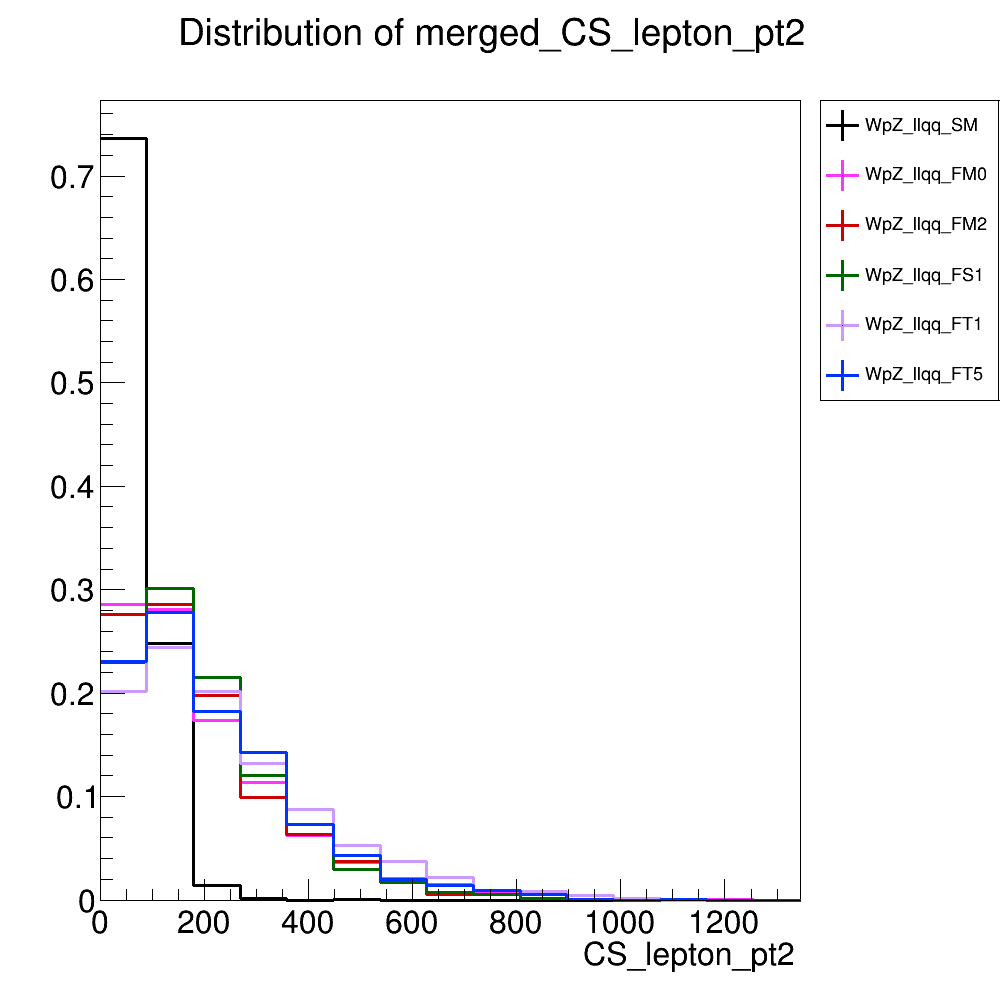 Distribution of merged_CS_lepton_pt2
WpZ_llqq_SM
WpZ_llqq_FM0
WpZ_llqq_FM2
WpZ_llqq_FS1
WpZ_llqq_FT1
WpZ_llqq_FT5
0.7
0.6
0.5
0.4
0.3
0.2
0.1
0
0 200 400 600 800 1000 1200
CS_lepton_pt2